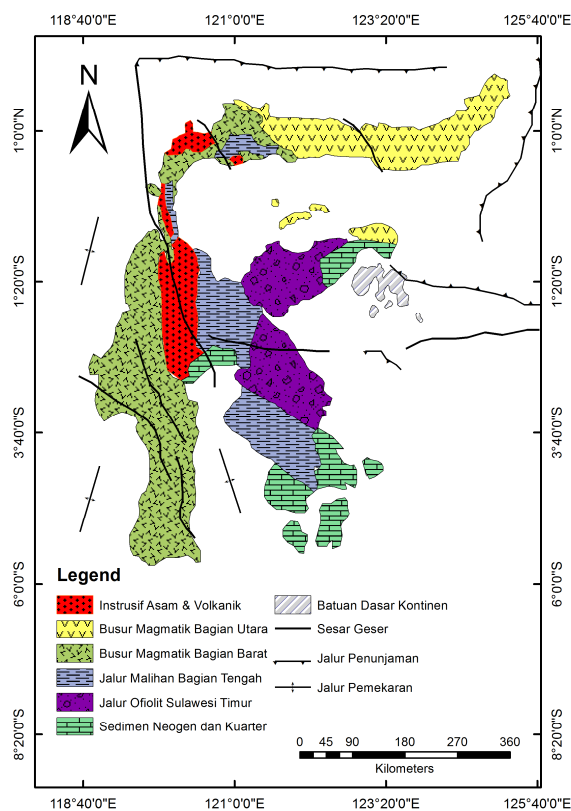 118°40'0"E 121°0'0"E 123°20'0"E 125°40'0"E
N
1°0'0"N 1°0'0"N
1°20'0"S 1°20'0"S
3°40'0"S 3°40'0"S
6°0'0"S 6°0'0"S
8°20'0"S 8°20'0"S
Legend
Instrusif Asam & Volkanik
Busur Magmatik Bagian Utara
Busur Magmatik Bagian Barat
Jalur Malihan Bagian Tengah
Jalur Ofiolit Sulawesi Timur
Sedimen Neogen dan Kuarter
Batuan Dasar Kontinen
Sesar Geser
Jalur Penunjaman
Jalur Pemekaran
0 45 90 180 270 360
Kilometers
118°40'0"E 121°0'0"E 123°20'0"E 125°40'0"E